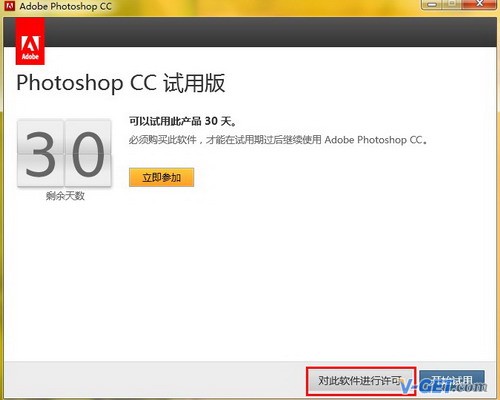 Adobe Photoshop CC
Adobe
Photoshop CC 试用版
可以试用此产品 30 天。
必须购买此软件，才能在试用期过后继续使用 Adobe Photoshop CC。
30
剩余天数
立即参加
对此软件进行许可
开始试用
V-GET.com